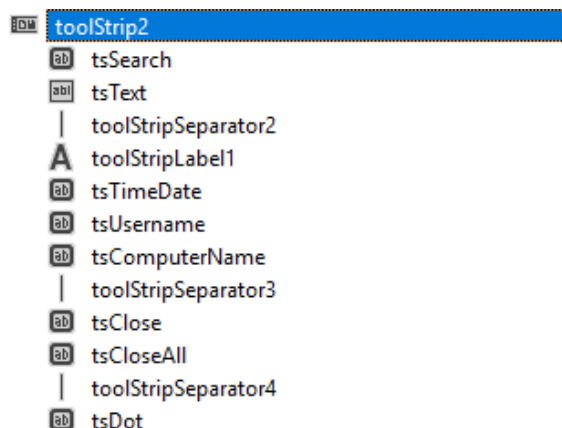 toolStrip2
tsSearch
tsText
toolStripSeparator2
toolStripLabel1
tsTimeDate
tsUsername
tsComputerName
toolStripSeparator3
tsClose
tsCloseAll
toolStripSeparator4
tsDot